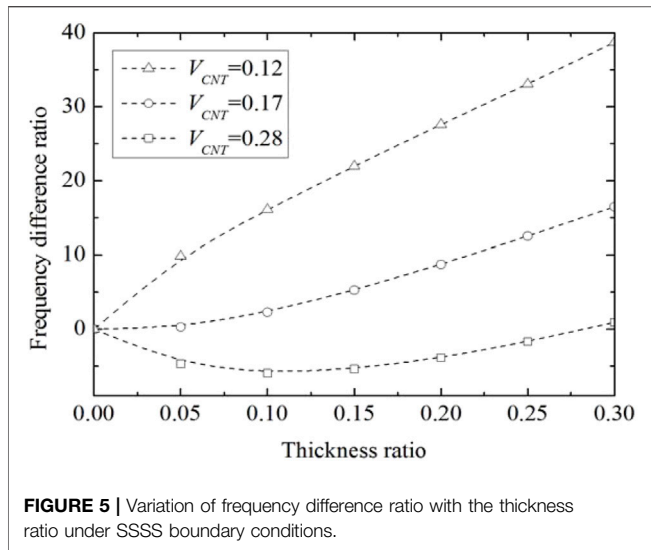 40
30
20
10
0
Frequency difference ratio
V_CNT=0.12
V_CNT=0.17
V_CNT=0.28
0.00 0.05 0.10 0.15 0.20 0.25 0.30
Thickness ratio
FIGURE 5 | Variation of frequency difference ratio with the thickness
ratio under SSSS boundary conditions.